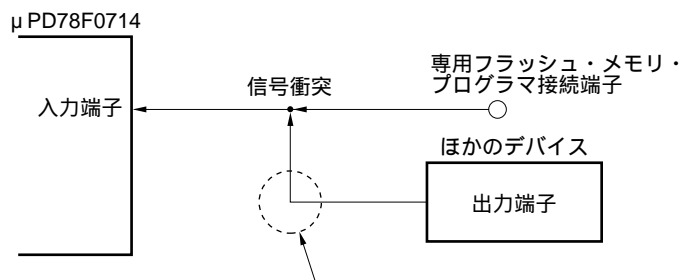 μPD78F0714
専用フラッシュ・メモリ・
プログラマ接続端子
信号衝突
入力端子
ほかのデバイス
出力端子